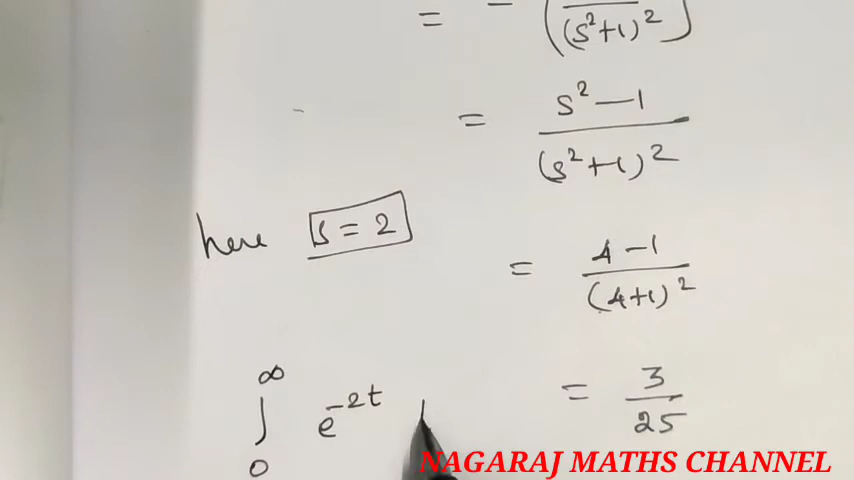 = - ( / (s²+1)² )
= s² - 1 / (s²+1)²
here s = 2
= 4 - 1 / (4+1)²
∫₀^∞ e^-2t = 3/25
NAGARAJ MATHS CHANNEL